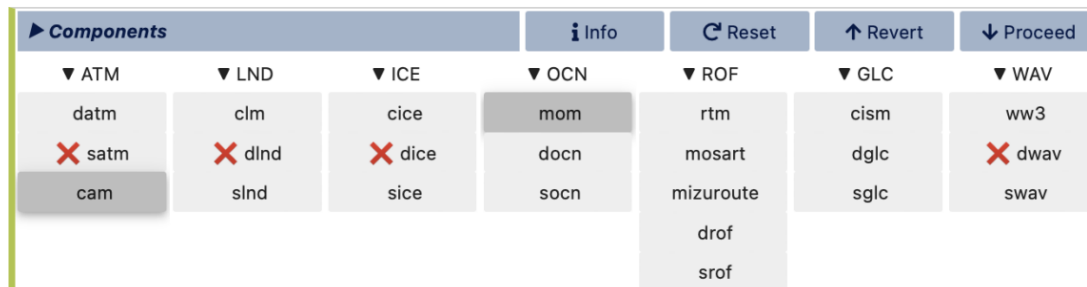 ▶ Components i Info Reset ↑ Revert ↓ Proceed
▼ ATM ▼ LND ▼ ICE ▼ OCN ▼ ROF ▼ GLC ▼ WAV
datm clm cice mom rtm cism ww3
❌ satm ❌ dlnd ❌ dice docn mosart dglc ❌ dwav
cam slnd sice socn mizuroute sglc swav
drof
srof